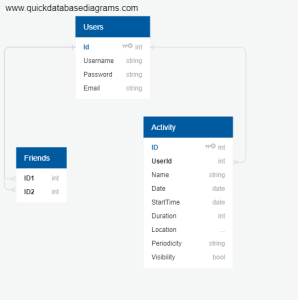 www.quickdatabasediagrams.com
Users
Id int
Username string
Password string
Email string
Activity
ID int
UserId int
Name string
Date date
StartTime date
Duration int
Location ...
Periodicity string
Visibility bool
Friends
ID1 int
ID2 int